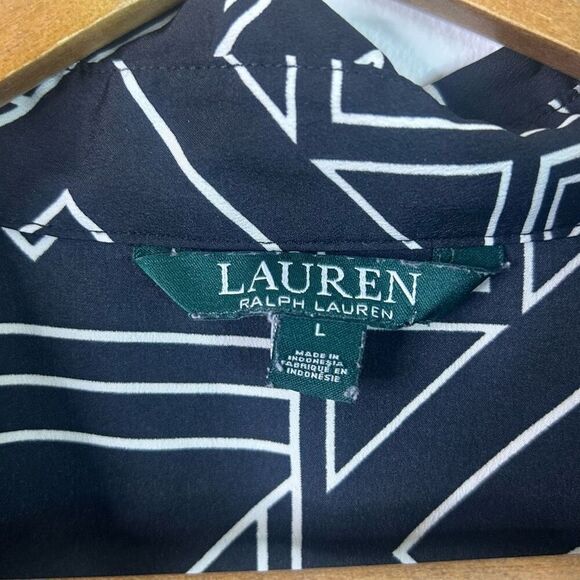 LAUREN
RALPH LAUREN
L
MADE IN
INDONESIA
FABRIQUÉ EN
INDONÉSIE